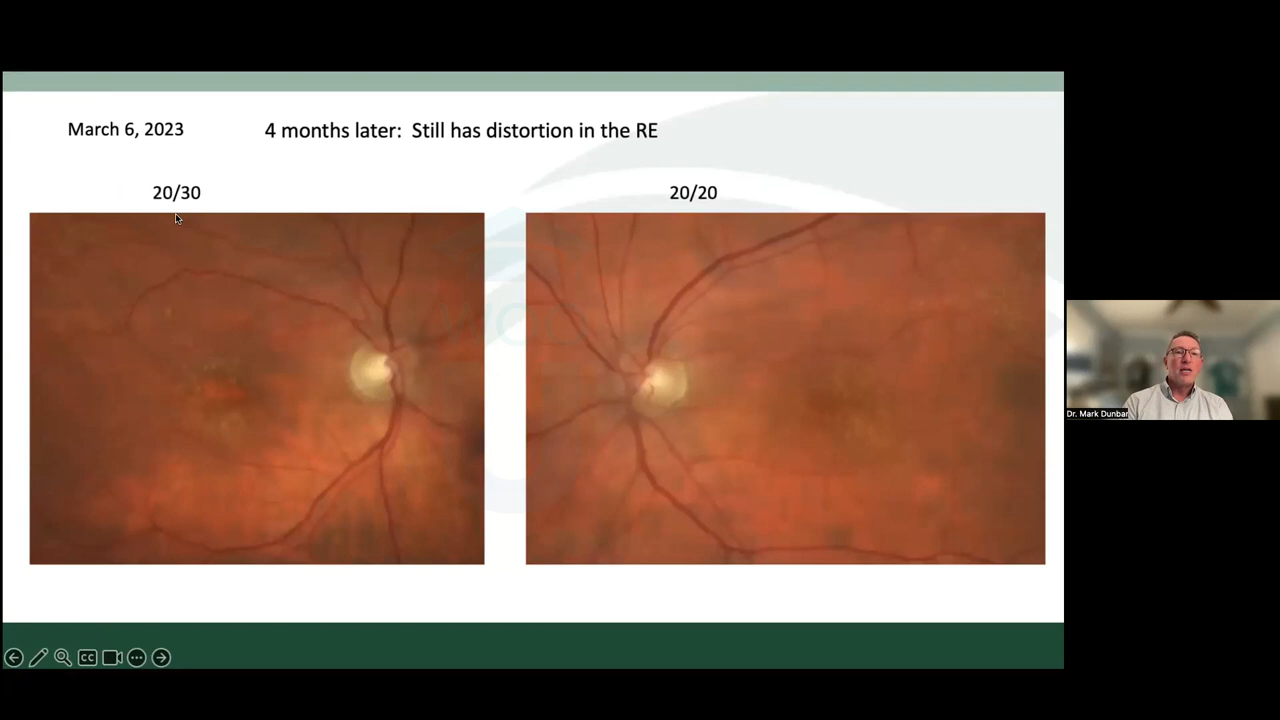 March 6, 2023
4 months later: Still has distortion in the RE
20/30
20/20
Dr. Mark Dunbar
CC